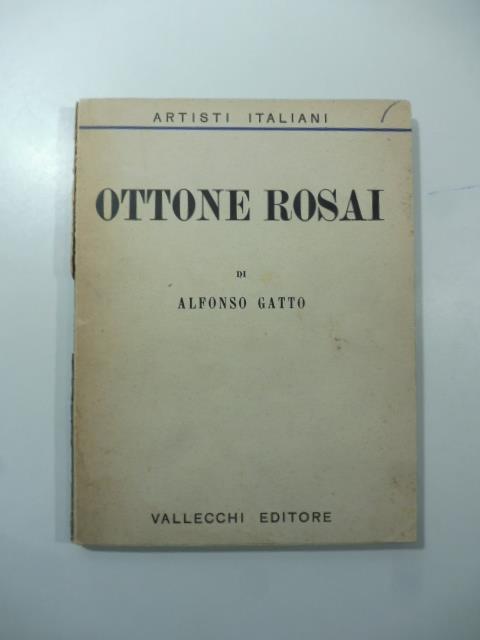 ARTISTI ITALIANI
OTTONE ROSAI
DI
ALFONSO GATTO
VALLECCHI EDITORE